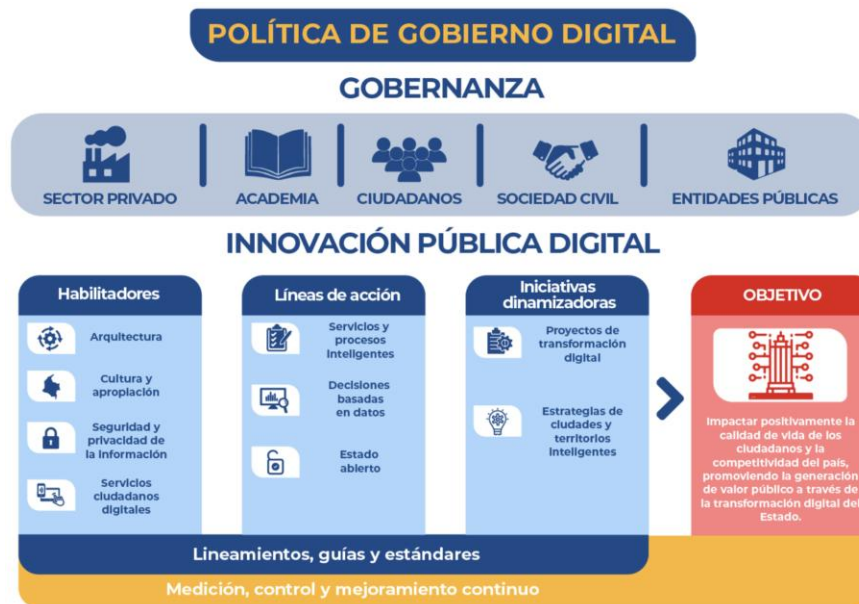 POLÍTICA DE GOBIERNO DIGITAL
GOBERNANZA
SECTOR PRIVADO
ACADEMIA
CIUDADANOS
SOCIEDAD CIVIL
ENTIDADES PÚBLICAS
INNOVACIÓN PÚBLICA DIGITAL
Habilitadores
Arquitectura
Cultura y
apropiación
Seguridad y
privacidad de
la información
Servicios
ciudadanos
digitales
Líneas de acción
Servicios y
procesos
inteligentes
Decisiones
basadas
en datos
Estado
abierto
Iniciativas
dinamizadoras
Proyectos de
transformación
digital
Estrategias de
ciudades y
territorios
inteligentes
OBJETIVO
Impactar positivamente la
calidad de vida de los
ciudadanos y la
competitividad del país,
promoviendo la generación
de valor público a través de
la transformación digital del
Estado.
Lineamientos, guías y estándares
Medición, control y mejoramiento continuo